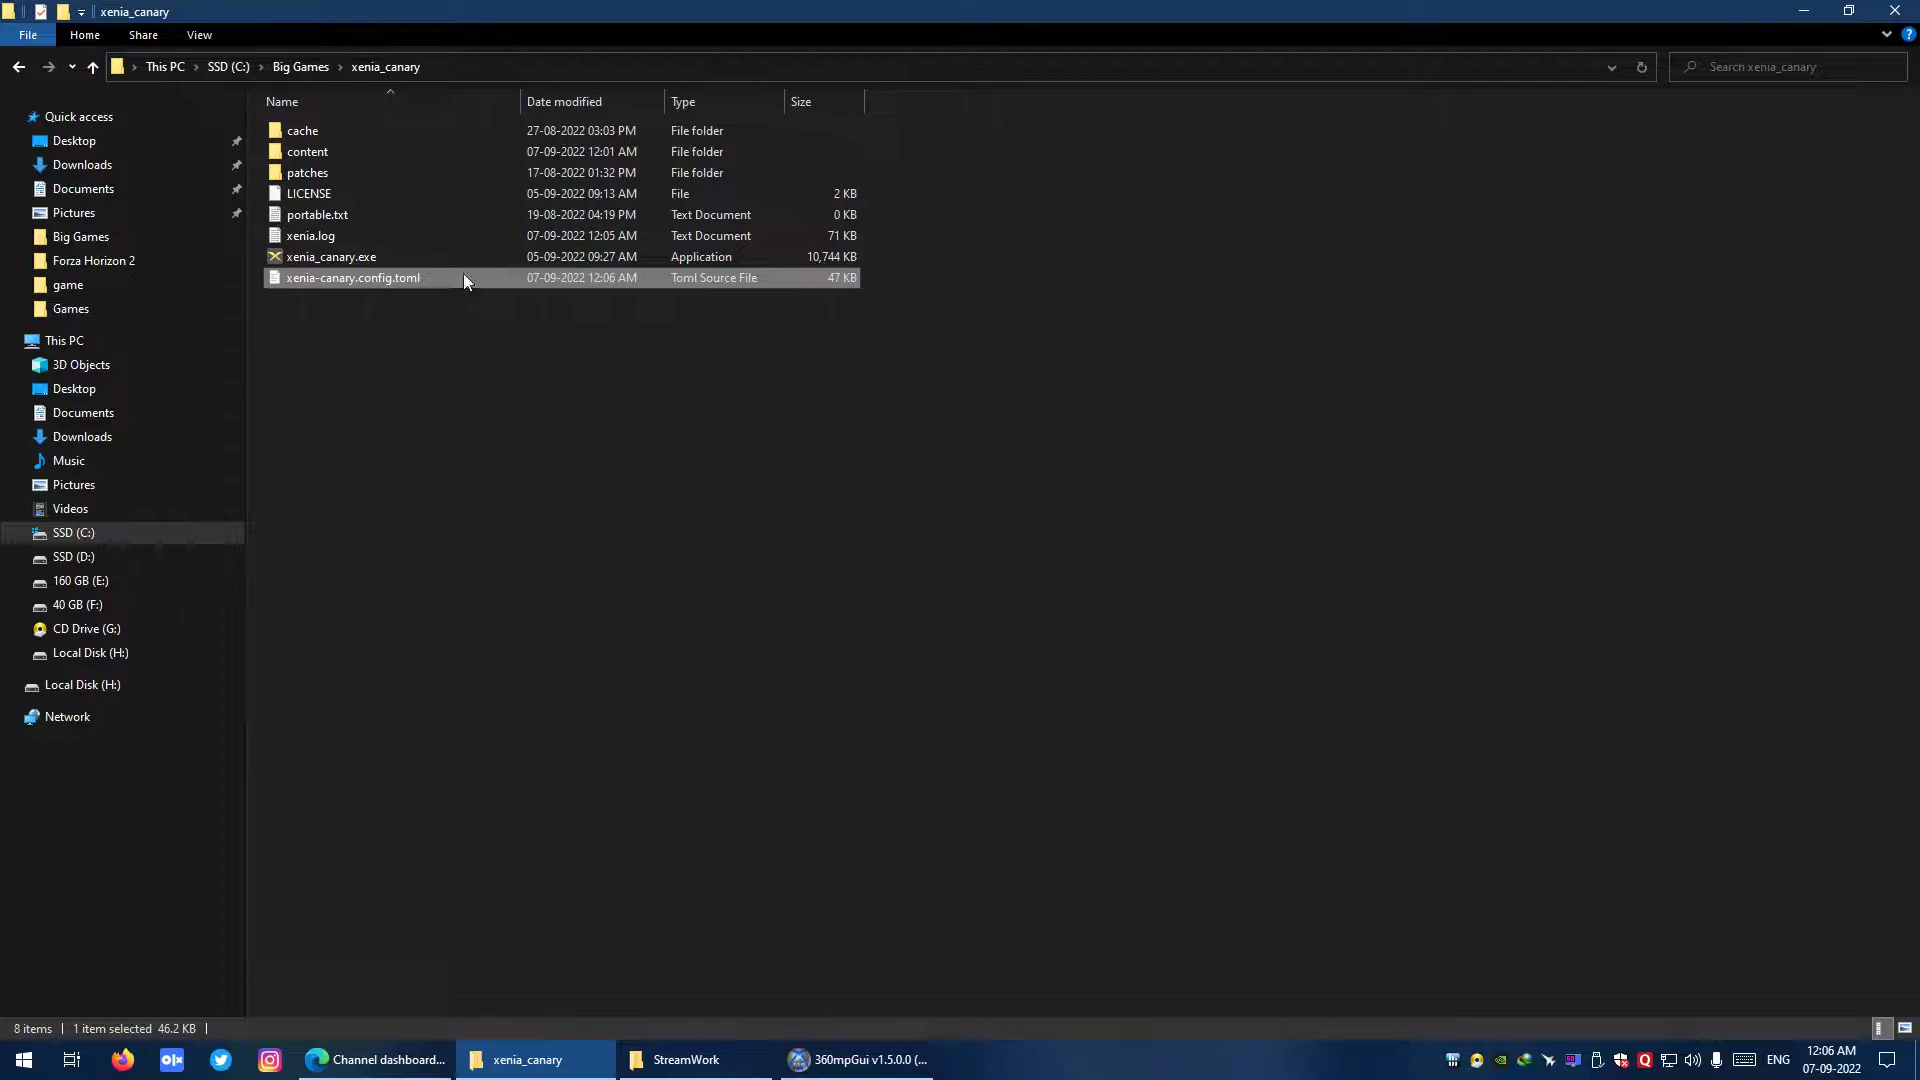 xenia_canary
File Home Share View
This PC SSD (C:) Big Games xenia_canary
Search xenia_canary
Name Date modified Type Size
cache 27-08-2022 03:03 PM File folder
content 07-09-2022 12:01 AM File folder
patches 17-08-2022 01:32 PM File folder
LICENSE 05-09-2022 09:13 AM File 2 KB
portable.txt 19-08-2022 04:19 PM Text Document 0 KB
xenia.log 07-09-2022 12:05 AM Text Document 71 KB
xenia_canary.exe 05-09-2022 09:27 AM Application 10,744 KB
xenia-canary.config.toml 07-09-2022 12:06 AM Toml Source File 47 KB
Quick access
Desktop
Downloads
Documents
Pictures
Big Games
Forza Horizon 2
game
Games
This PC
3D Objects
Desktop
Documents
Downloads
Music
Pictures
Videos
SSD (C:)
SSD (D:)
160 GB (E:)
40 GB (F:)
CD Drive (G:)
Local Disk (H:)
Local Disk (H:)
Network
8 items 1 item selected 46.2 KB
olx Channel dashboard... xenia_canary StreamWork 360mpGui v1.5.0.0 (... ENG 12:06 AM
07-09-2022